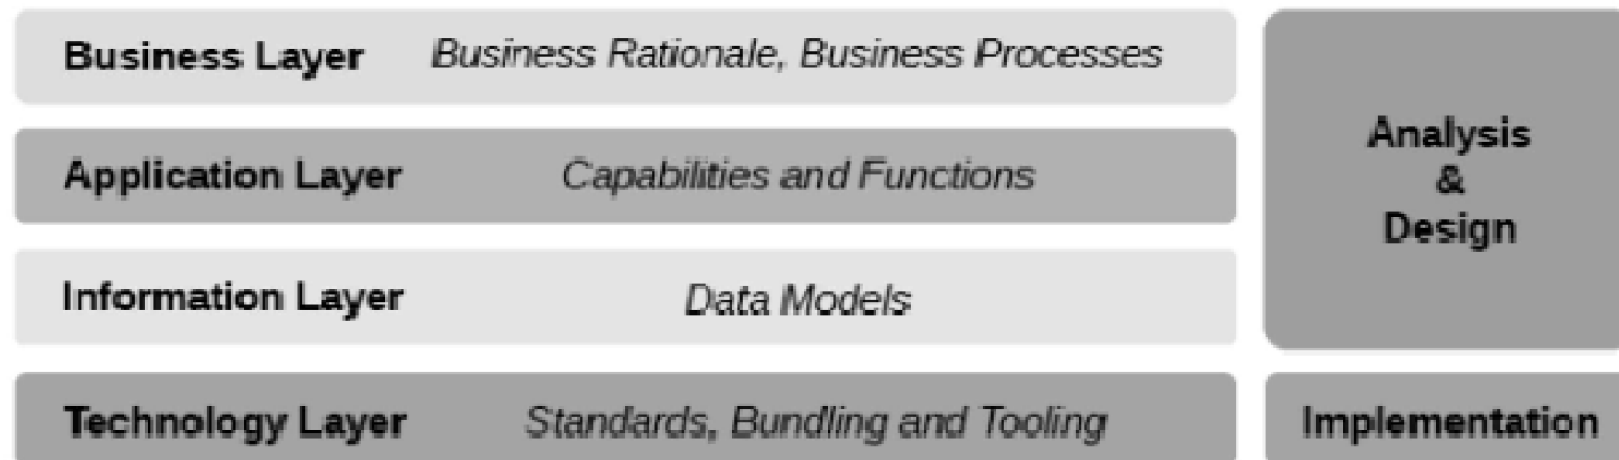 Business Layer Business Rationale, Business Processes
Application Layer Capabilities and Functions
Information Layer Data Models
Technology Layer Standards, Bundling and Tooling
Analysis
&
Design
Implementation